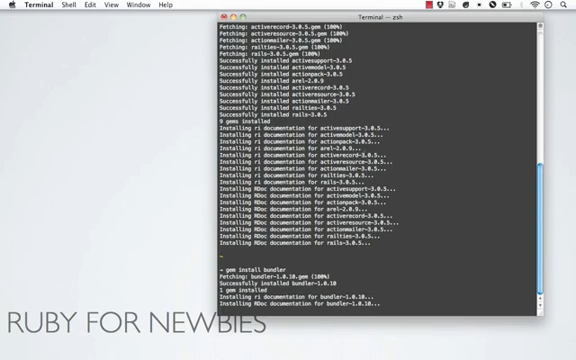 Terminal Shell Edit View Window Help
Terminal — zsh
Fetching: activerecord-3.0.5.gem (100%)
Fetching: activeresource-3.0.5.gem (100%)
Fetching: actionmailer-3.0.5.gem (100%)
Fetching: railties-3.0.5.gem (100%)
Fetching: rails-3.0.5.gem (100%)
Successfully installed activesupport-3.0.5
Successfully installed activemodel-3.0.5
Successfully installed actionpack-3.0.5
Successfully installed arel-2.0.9
Successfully installed activerecord-3.0.5
Successfully installed activeresource-3.0.5
Successfully installed actionmailer-3.0.5
Successfully installed railties-3.0.5
Successfully installed rails-3.0.5
9 gems installed
Installing ri documentation for activesupport-3.0.5...
Installing ri documentation for activemodel-3.0.5...
Installing ri documentation for actionpack-3.0.5...
Installing ri documentation for arel-2.0.9...
Installing ri documentation for activerecord-3.0.5...
Installing ri documentation for activeresource-3.0.5...
Installing ri documentation for actionmailer-3.0.5...
Installing ri documentation for railties-3.0.5...
Installing ri documentation for rails-3.0.5...
Installing RDoc documentation for activesupport-3.0.5...
Installing RDoc documentation for activemodel-3.0.5...
Installing RDoc documentation for actionpack-3.0.5...
Installing RDoc documentation for arel-2.0.9...
Installing RDoc documentation for activerecord-3.0.5...
Installing RDoc documentation for activeresource-3.0.5...
Installing RDoc documentation for actionmailer-3.0.5...
Installing RDoc documentation for railties-3.0.5...
Installing RDoc documentation for rails-3.0.5...
~
→ gem install bundler
Fetching: bundler-1.0.10.gem (100%)
Successfully installed bundler-1.0.10
1 gem installed
Installing ri documentation for bundler-1.0.10...
Installing RDoc documentation for bundler-1.0.10...
RUBY FOR NEWBIES